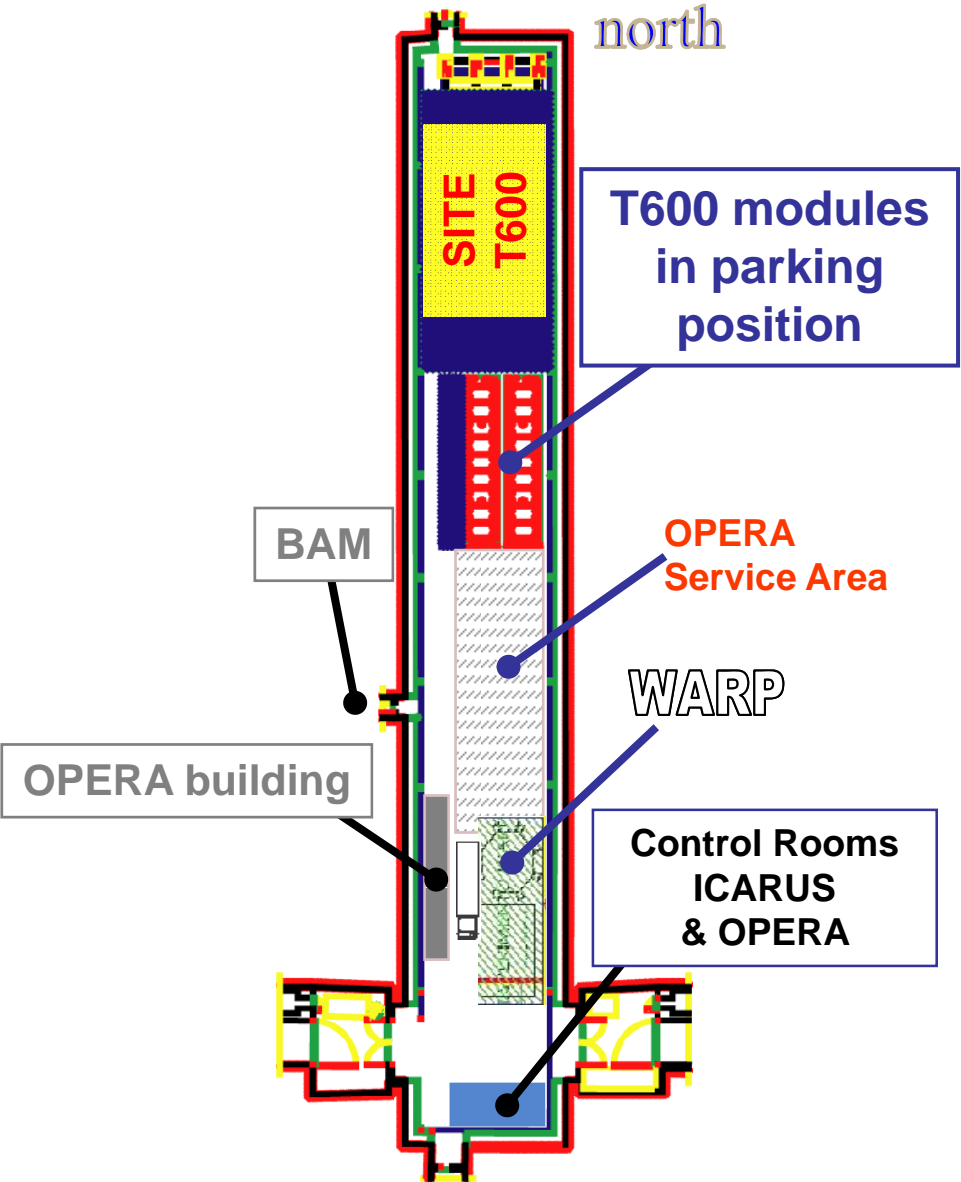 north
SITE
T600
T600 modules
in parking
position
BAM
OPERA
Service Area
WARP
OPERA building
Control Rooms
ICARUS
& OPERA